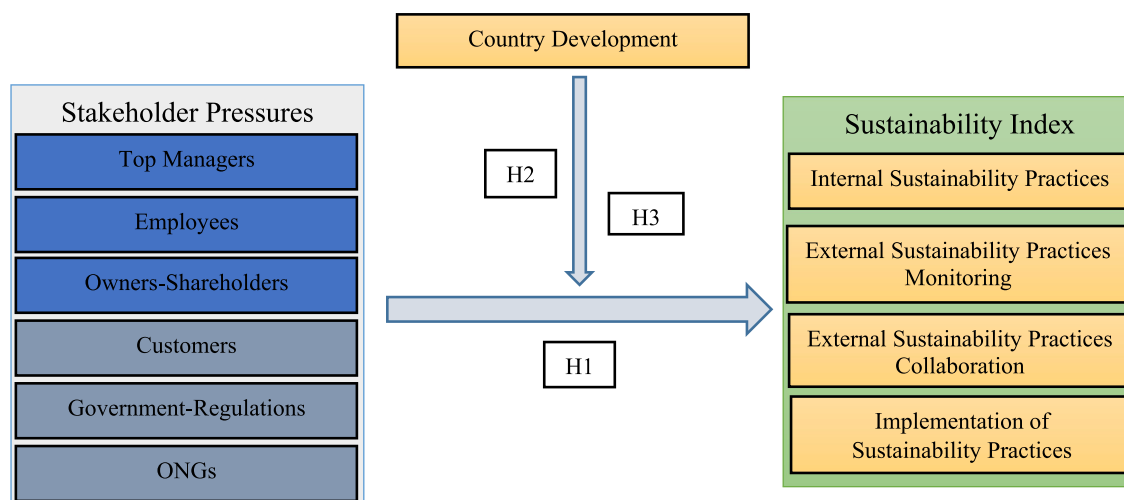 Country Development
Stakeholder Pressures
Top Managers
Employees
Owners-Shareholders
Customers
Government-Regulations
ONGs
H2
H3
H1
Sustainability Index
Internal Sustainability Practices
External Sustainability Practices
Monitoring
External Sustainability Practices
Collaboration
Implementation of
Sustainability Practices